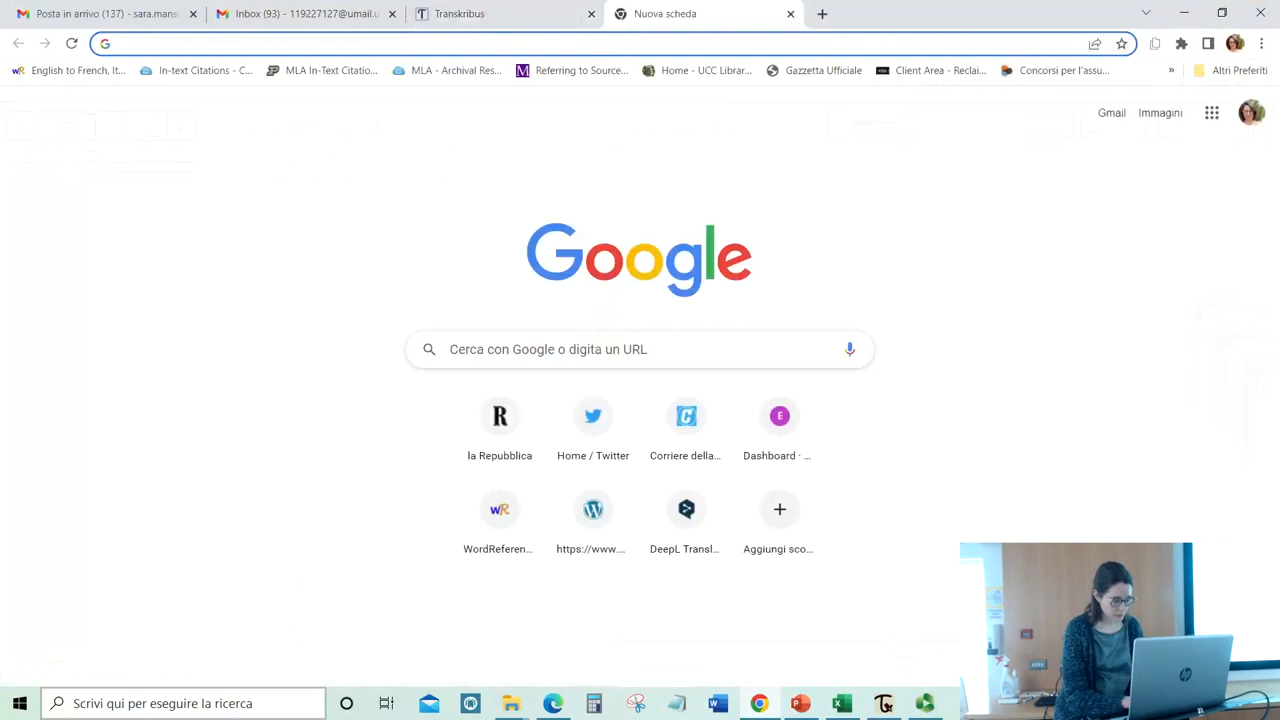 Posta in arrivo (137) - sara.mans
Inbox (93) - 119227127@umail.u
Transkribus
Nuova scheda
English to French, It...
In-text Citations - C...
MLA In-Text Citatio...
MLA - Archival Res...
Referring to Source...
Home - UCC Librar...
Gazzetta Ufficiale
Client Area - Reclai...
Concorsi per l'assu...
»
Altri Preferiti
Gmail
Immagini
Google
Cerca con Google o digita un URL
la Repubblica
Home / Twitter
Corriere della...
Dashboard · ...
WordReferen...
https://www....
DeepL Transl...
Aggiungi sco...
Scrivi qui per eseguire la ricerca